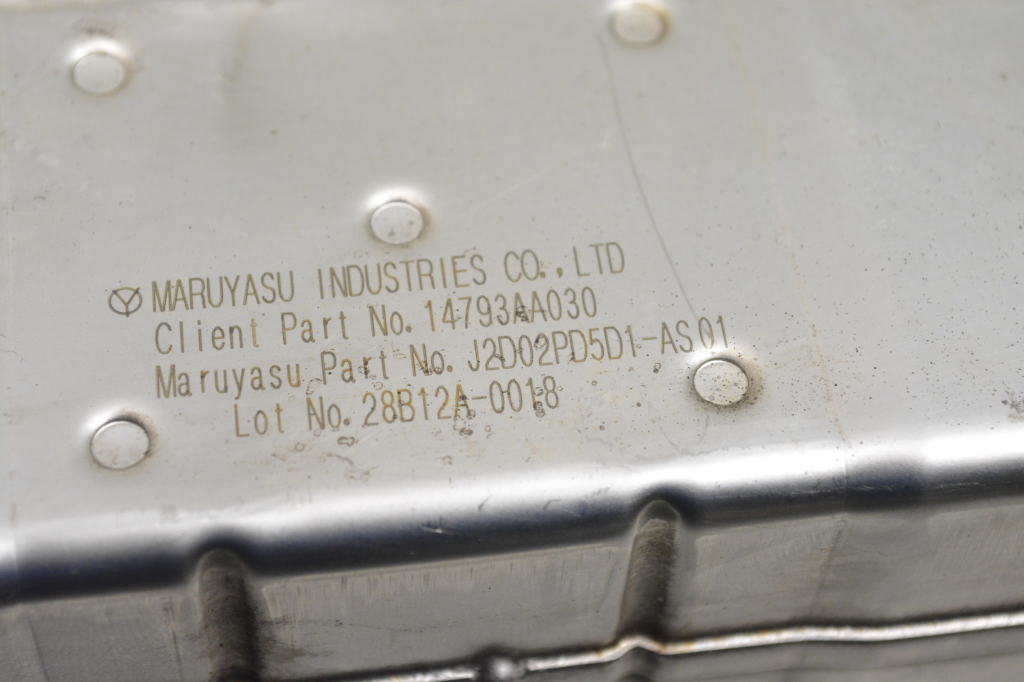 MARUYASU INDUSTRIES CO.,LTD
Client Part No.14793AA030
Maruyasu Part No. J2D02PD5D1-AS01
Lot No.28B12A-0018